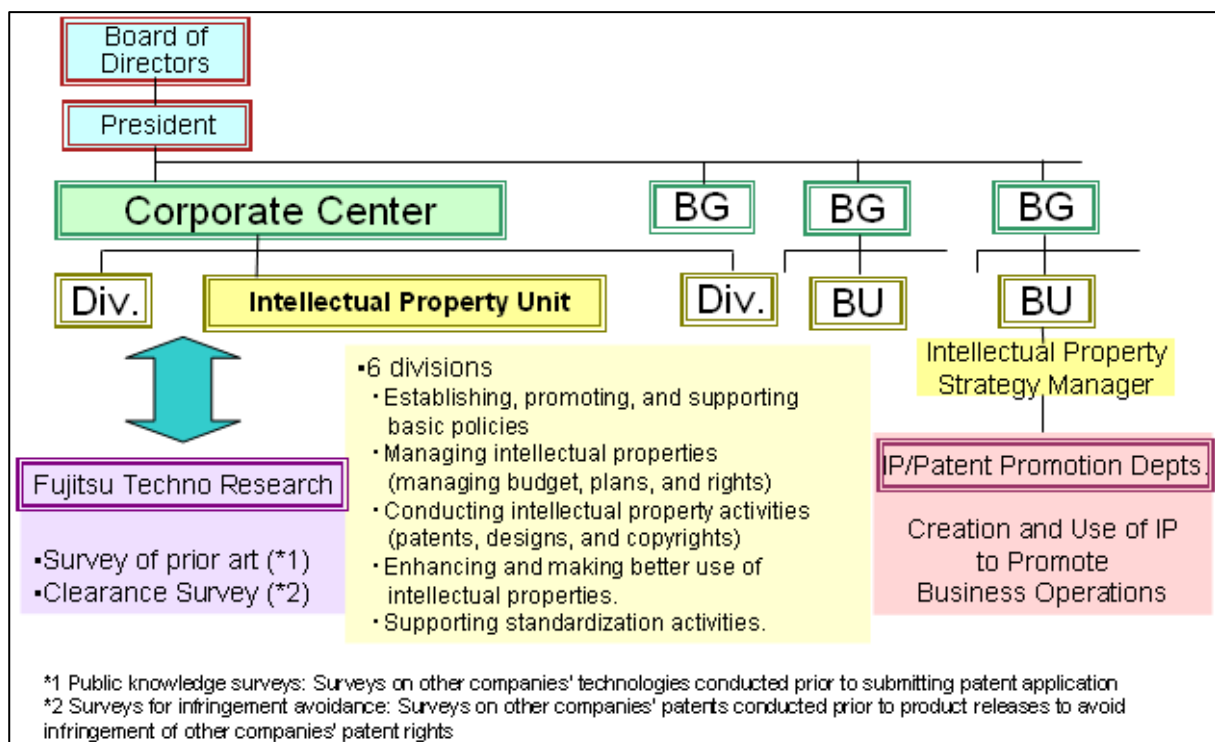 Board of
Directors
President
Corporate Center
BG
BG
BG
Div.
Intellectual Property Unit
Div.
BU
BU
Intellectual Property
Strategy Manager
▪6 divisions
・Establishing, promoting, and supporting
basic policies
・Managing intellectual properties
(managing budget, plans, and rights)
・Conducting intellectual property activities
(patents, designs, and copyrights)
・Enhancing and making better use of
intellectual properties.
・Supporting standardization activities.
Fujitsu Techno Research
▪Survey of prior art (*1)
▪Clearance Survey (*2)
IP/Patent Promotion Depts.
Creation and Use of IP
to Promote
Business Operations
*1 Public knowledge surveys: Surveys on other companies' technologies conducted prior to submitting patent application
*2 Surveys for infringement avoidance: Surveys on other companies' patents conducted prior to product releases to avoid
infringement of other companies' patent rights